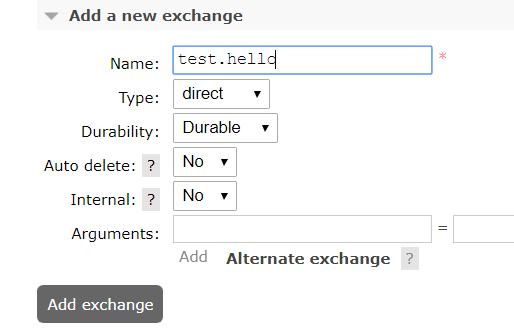 Add a new exchange
Name: test.hello *
Type: direct
Durability: Durable
Auto delete: ? No
Internal: ? No
Arguments: =
Add Alternate exchange ?
Add exchange